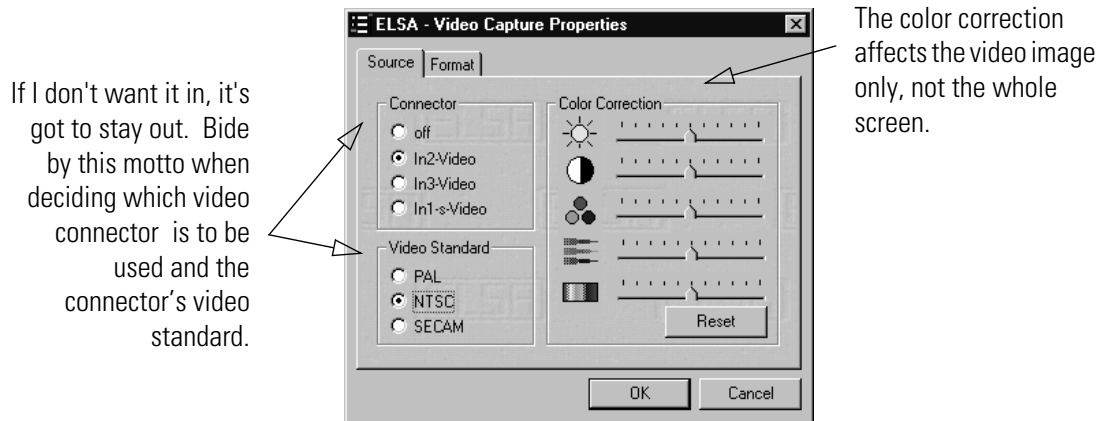 If I don't want it in, it's
got to stay out. Bide
by this motto when
deciding which video
connector is to be
used and the
connector's video
standard.
ELSA - Video Capture Properties
Source
Format
Connector
off
In2-Video
In3-Video
In1-s-Video
Video Standard
PAL
NTSC
SECAM
Color Correction
Reset
OK
Cancel
The color correction
affects the video image
only, not the whole
screen.